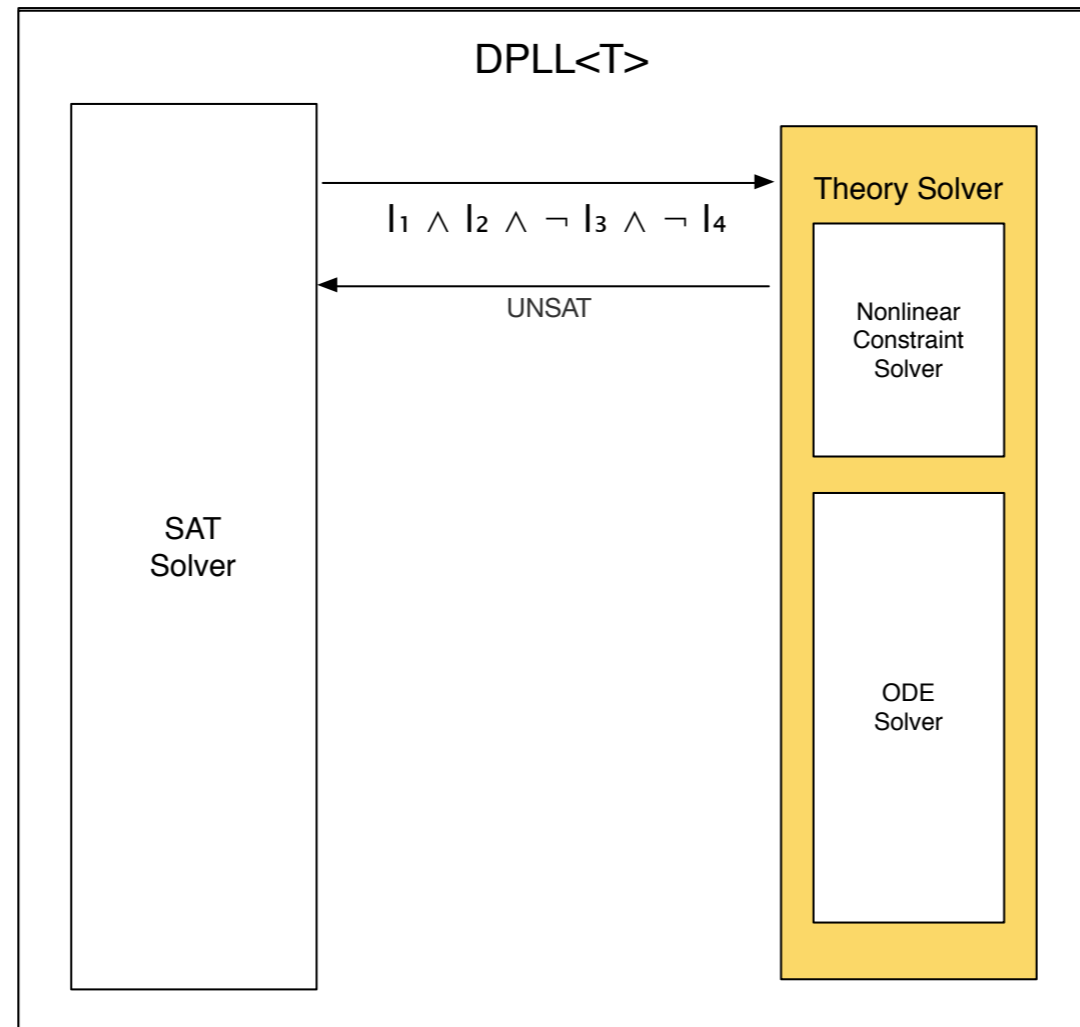 DPLL<T>
Theory Solver
l₁ ∧ l₂ ∧ ¬ l₃ ∧ ¬ l₄
UNSAT
Nonlinear
Constraint
Solver
SAT
Solver
ODE
Solver